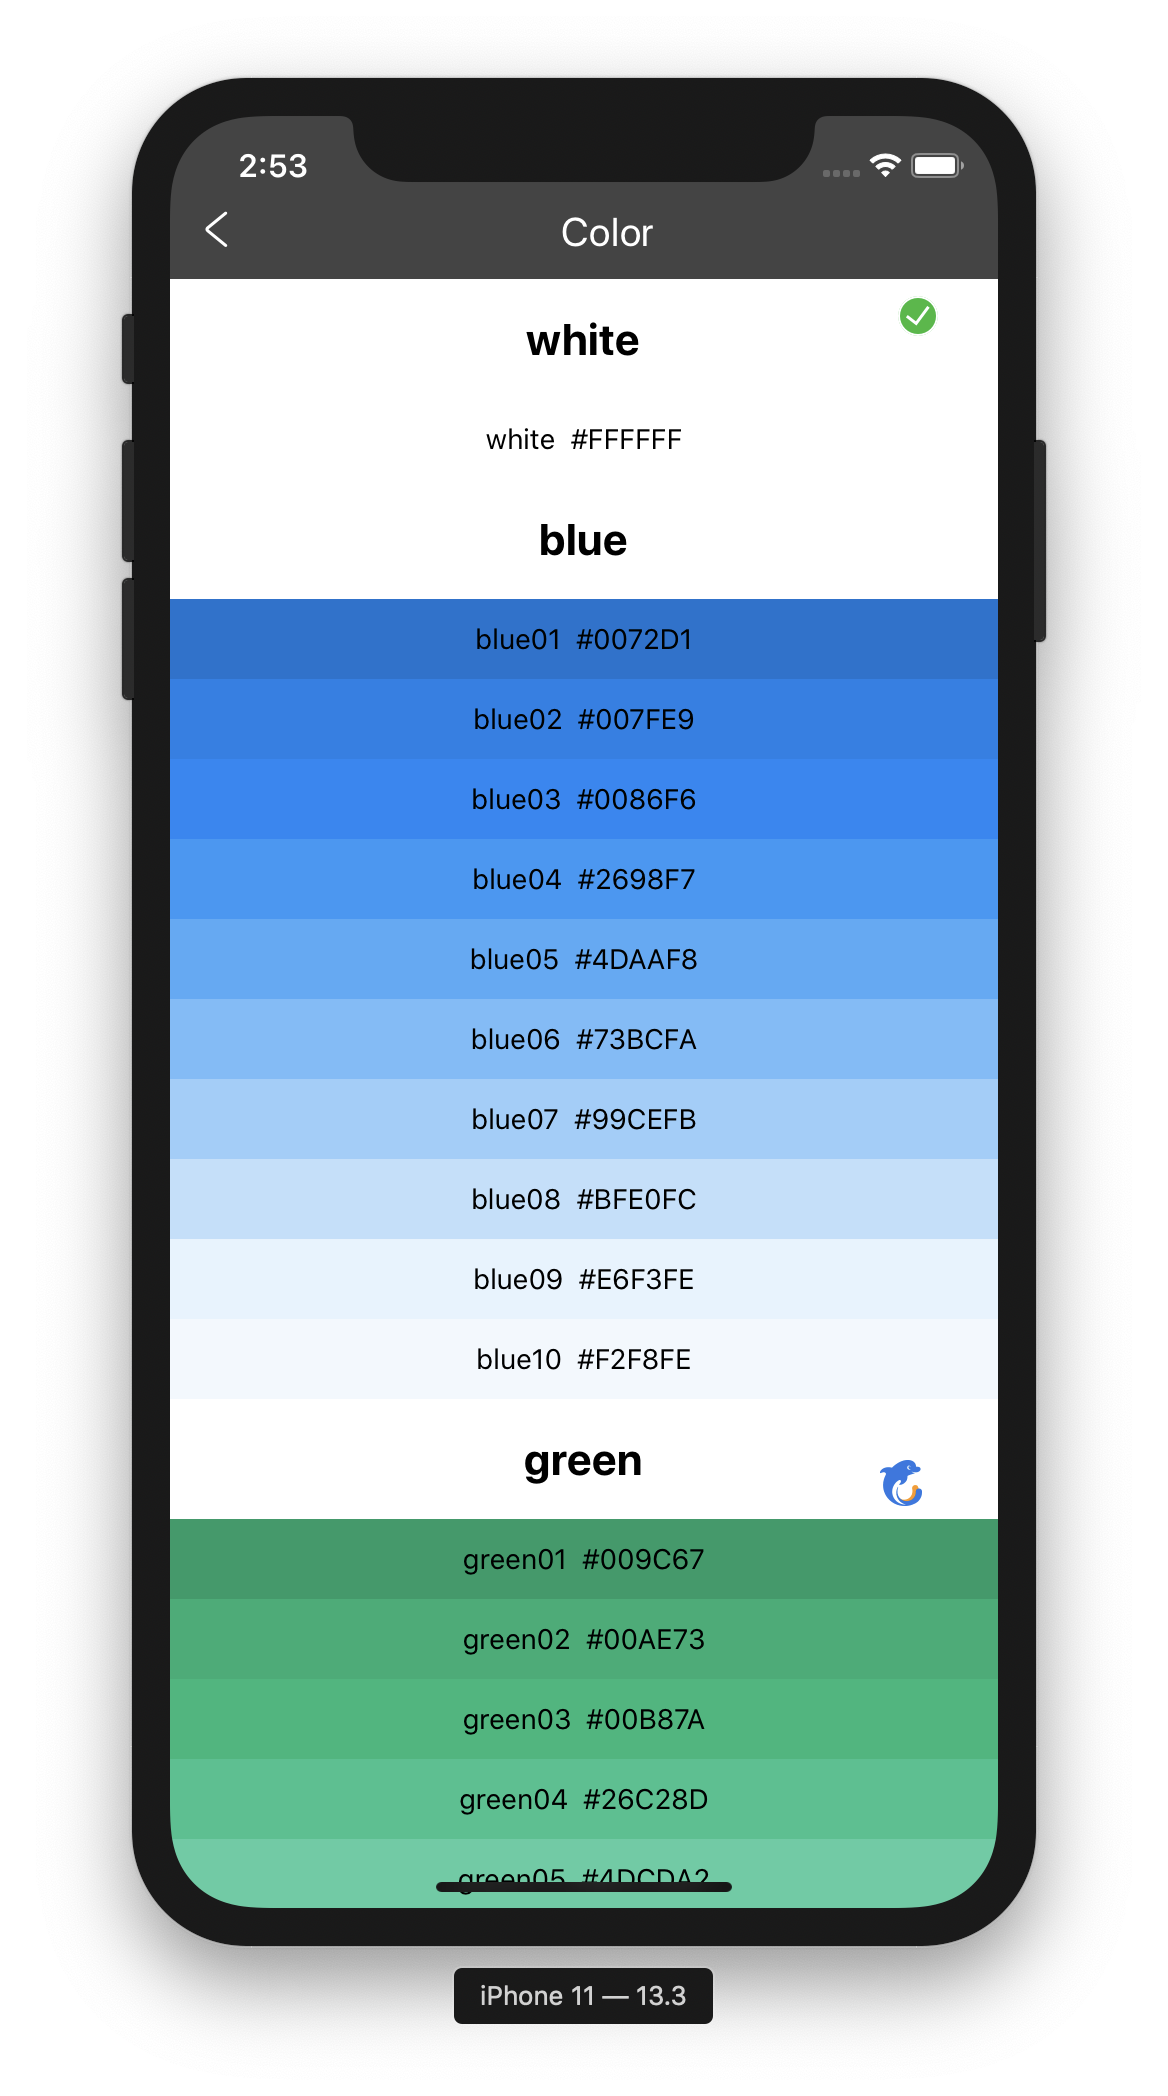 2:53
Color
white
white #FFFFFF
blue
blue01 #0072D1
blue02 #007FE9
blue03 #0086F6
blue04 #2698F7
blue05 #4DAAF8
blue06 #73BCFA
blue07 #99CEFB
blue08 #BFE0FC
blue09 #E6F3FE
blue10 #F2F8FE
green
green01 #009C67
green02 #00AE73
green03 #00B87A
green04 #26C28D
green05 #4DCDA2
iPhone 11 — 13.3